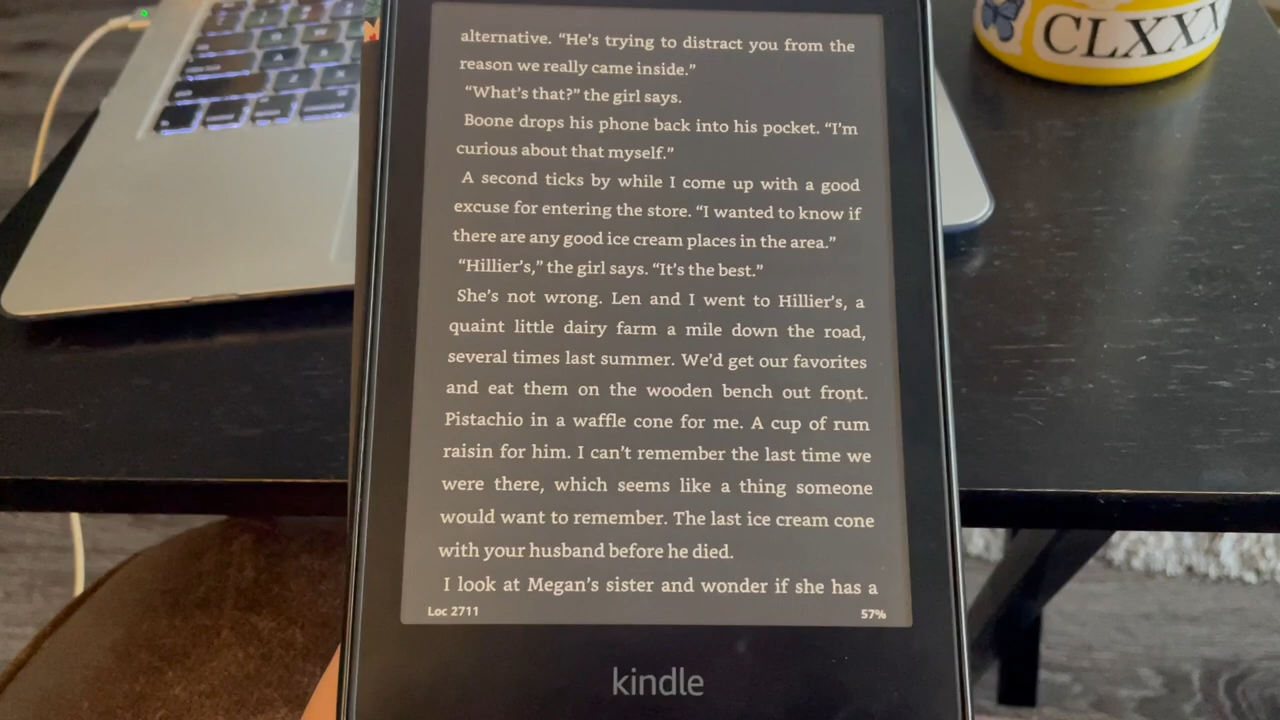 CLXXX
alternative. “He’s trying to distract you from the
reason we really came inside.”
“What’s that?” the girl says.
Boone drops his phone back into his pocket. “I’m
curious about that myself.”
A second ticks by while I come up with a good
excuse for entering the store. “I wanted to know if
there are any good ice cream places in the area.”
“Hillier’s,” the girl says. “It’s the best.”
She’s not wrong. Len and I went to Hillier’s, a
quaint little dairy farm a mile down the road,
several times last summer. We’d get our favorites
and eat them on the wooden bench out front.
Pistachio in a waffle cone for me. A cup of rum
raisin for him. I can’t remember the last time we
were there, which seems like a thing someone
would want to remember. The last ice cream cone
with your husband before he died.
I look at Megan’s sister and wonder if she has a
Loc 2711
57%
kindle